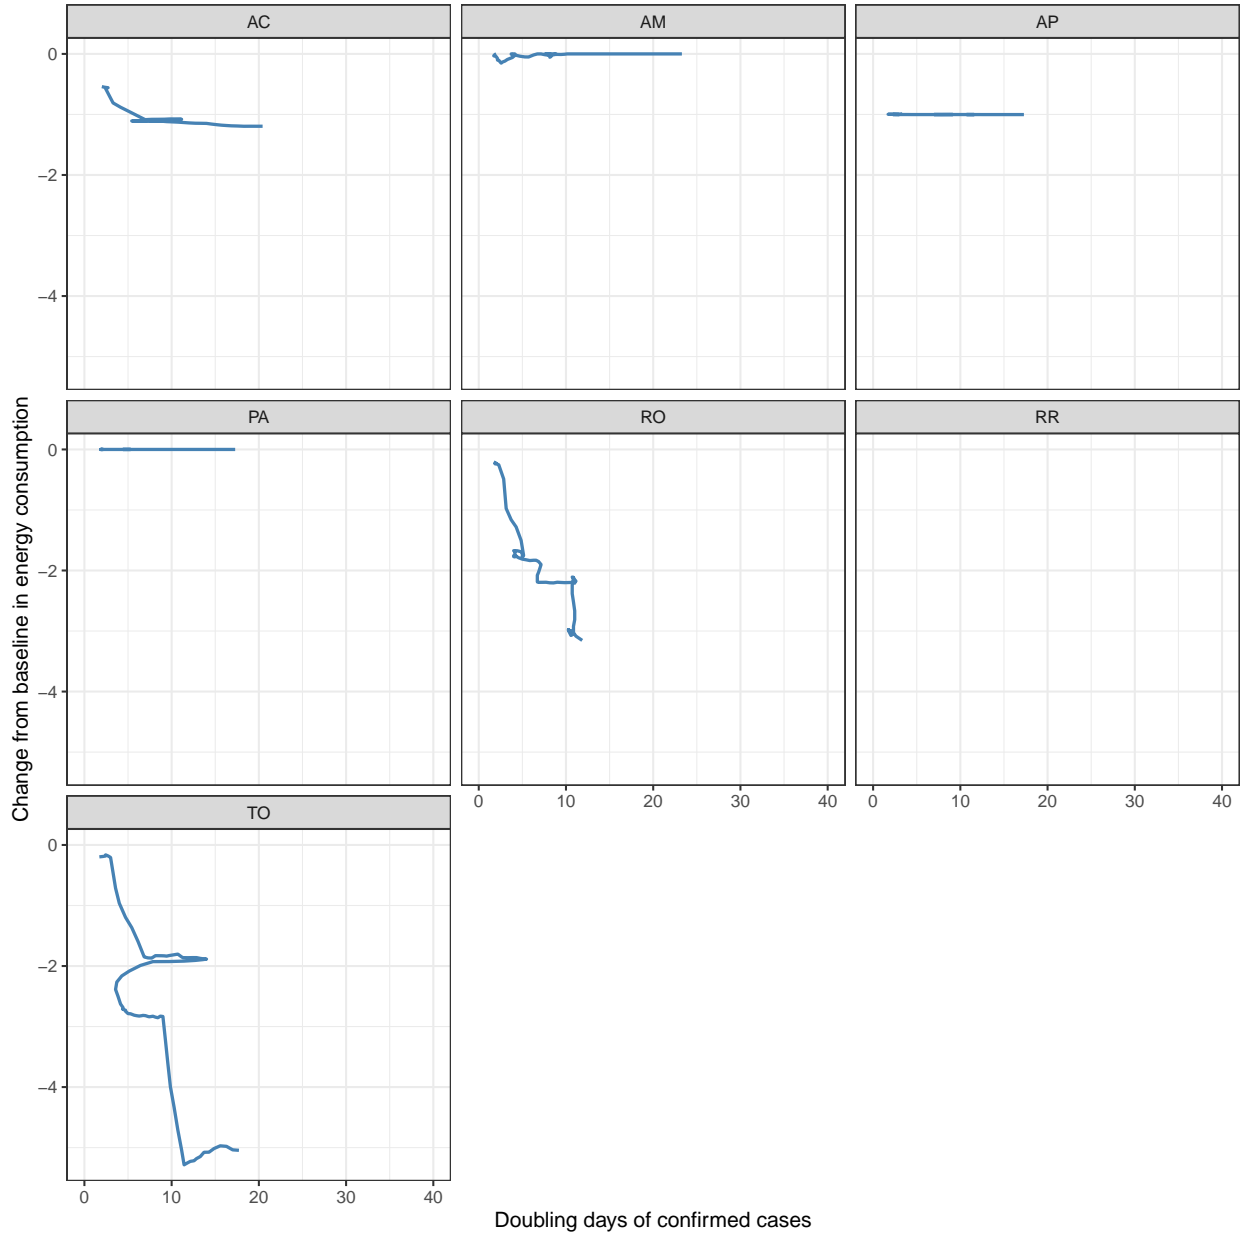 AC
AM
AP
0
−2
−4
PA
RO
RR
0
−2
−4
0 10 20 30 40
0 10 20 30 40
TO
0
−2
−4
0 10 20 30 40
Change from baseline in energy consumption
Doubling days of confirmed cases